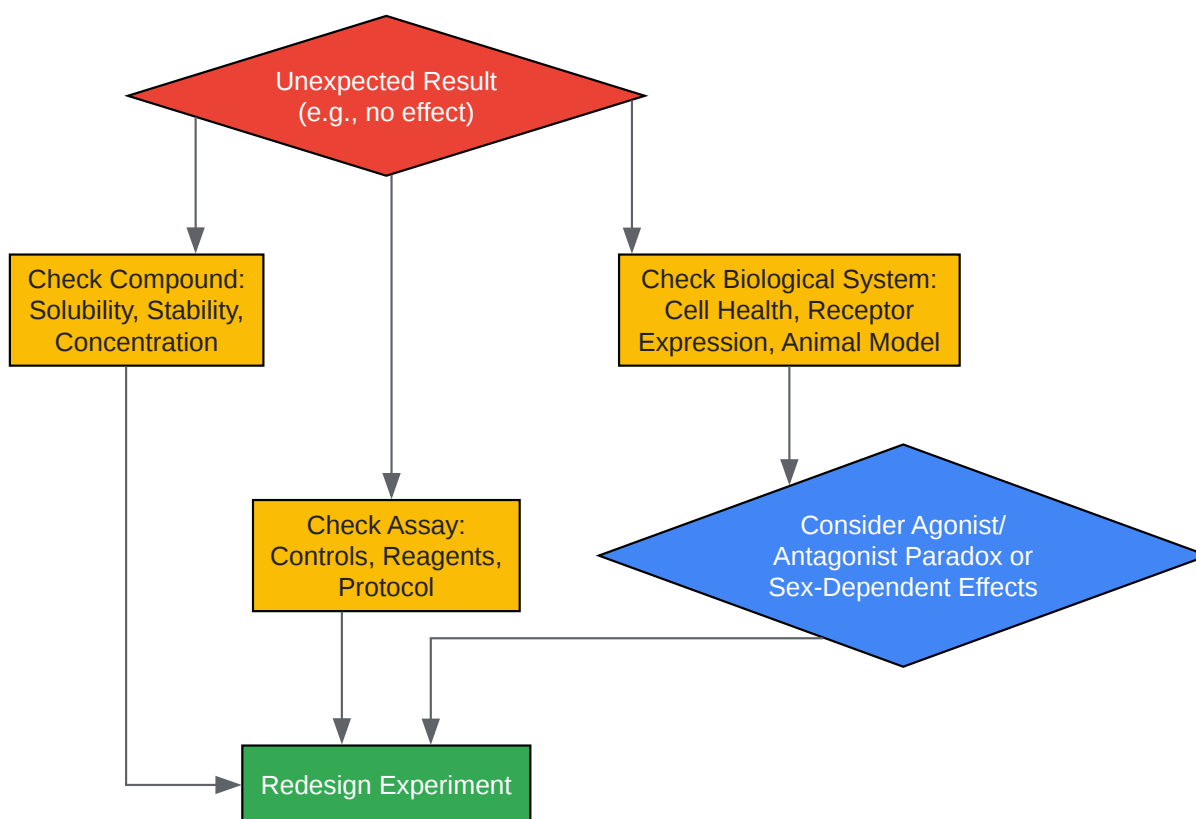 Unexpected Result
(e.g., no effect)
Check Compound:
Solubility, Stability,
Concentration
Check Biological System:
Cell Health, Receptor
Expression, Animal Model
Check Assay:
Controls, Reagents,
Protocol
Consider Agonist/
Antagonist Paradox or
Sex-Dependent Effects
Redesign Experiment